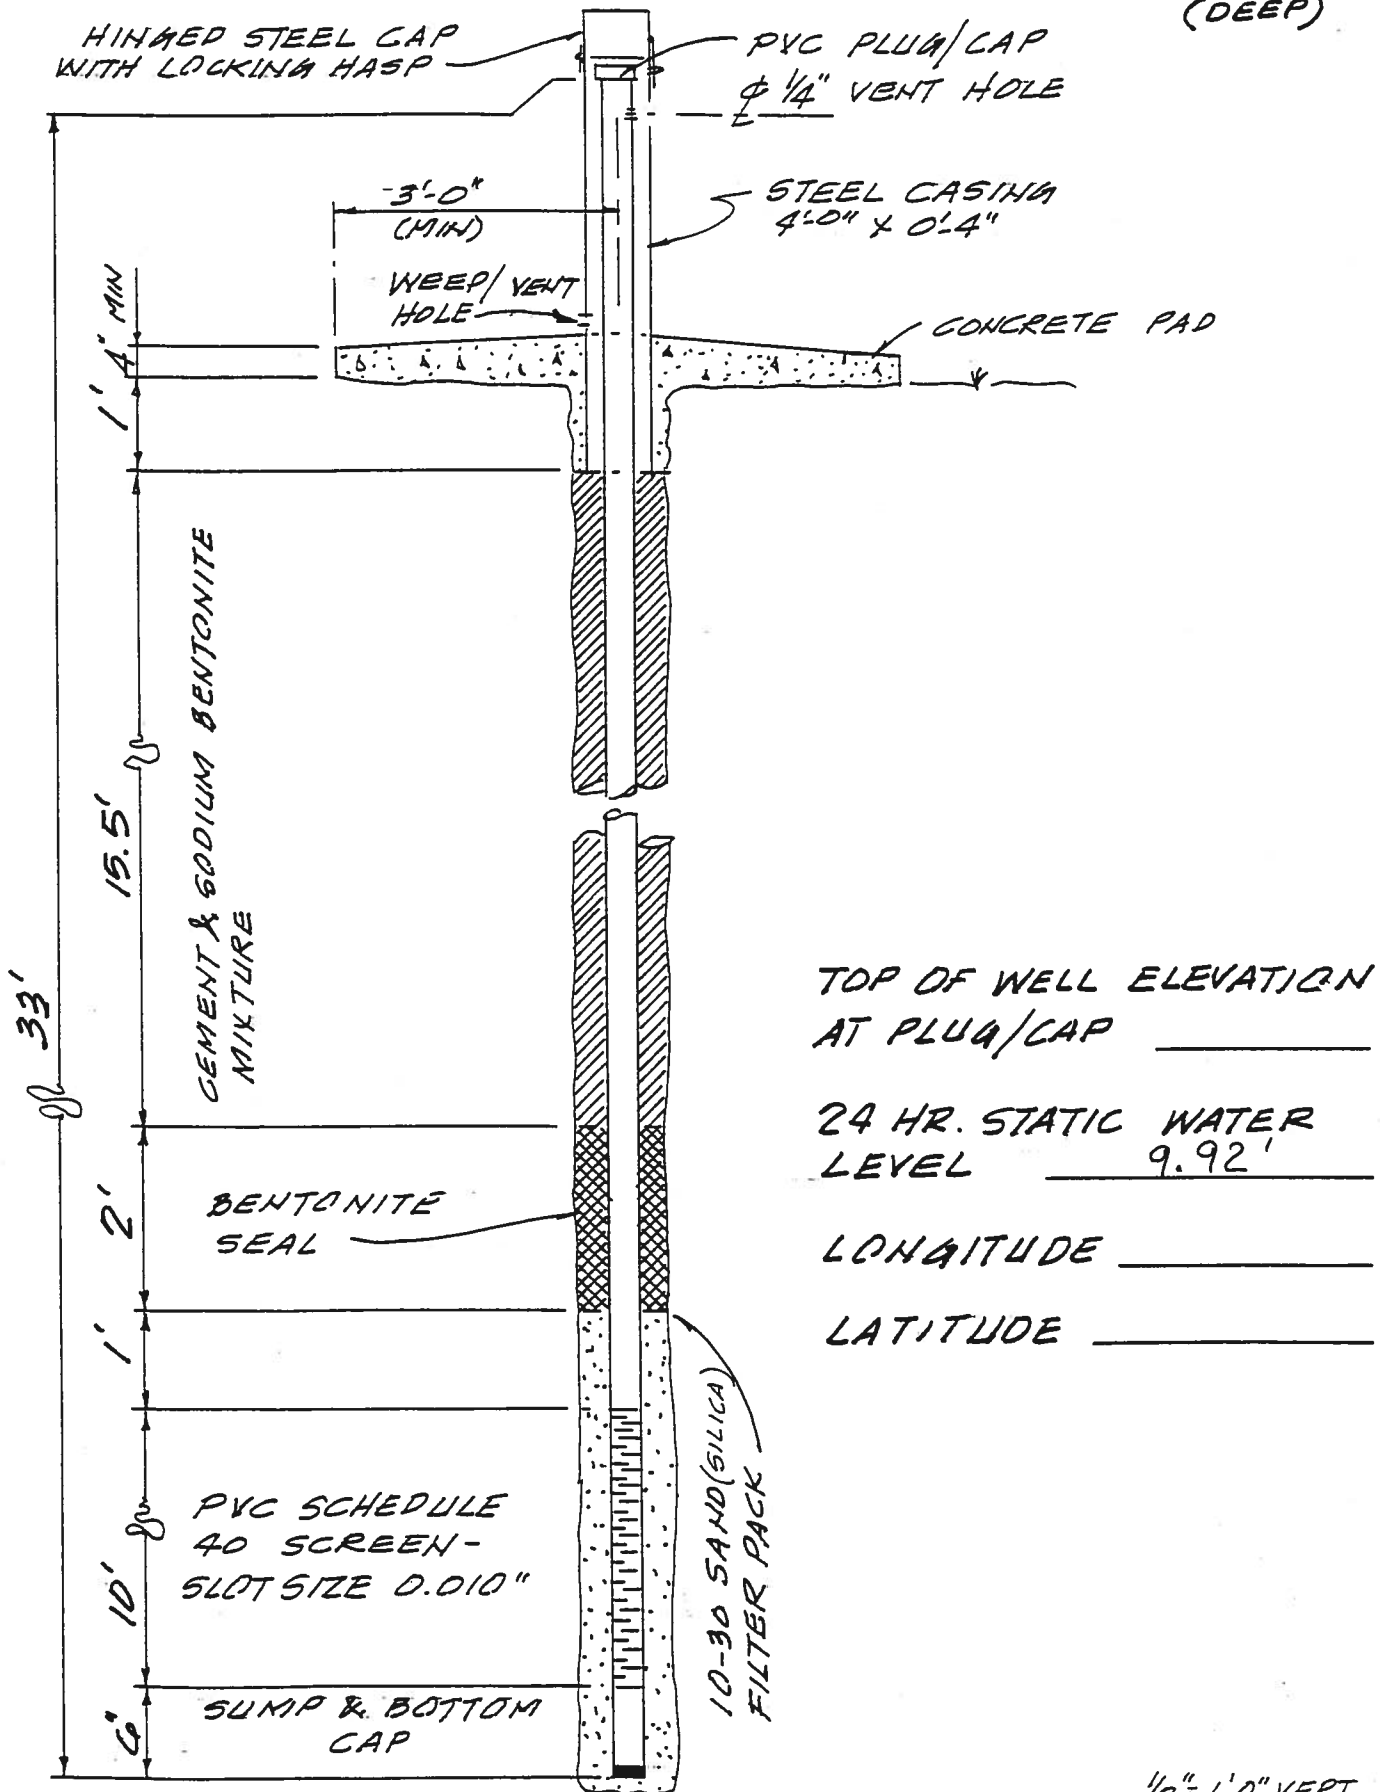 (DEEP)
HINGED STEEL CAP
WITH LOCKING HASP
PVC PLUG/CAP
¢ 1/4" VENT HOLE
3'-0"
(MIN)
STEEL CASING
4'-0" X 0'-4"
WEEP/VENT
HOLE
CONCRETE PAD
4" MIN
1'
15.5'
CEMENT & SODIUM BENTONITE
MIXTURE
33'
TOP OF WELL ELEVATION
AT PLUG/CAP
24 HR. STATIC WATER
LEVEL 9.92'
LONGITUDE
LATITUDE
2'
BENTONITE
SEAL
1'
10-30 SAND (SILICA)
FILTER PACK
10'
PVC SCHEDULE
40 SCREEN-
SLOT SIZE 0.010"
6"
SUMP & BOTTOM
CAP